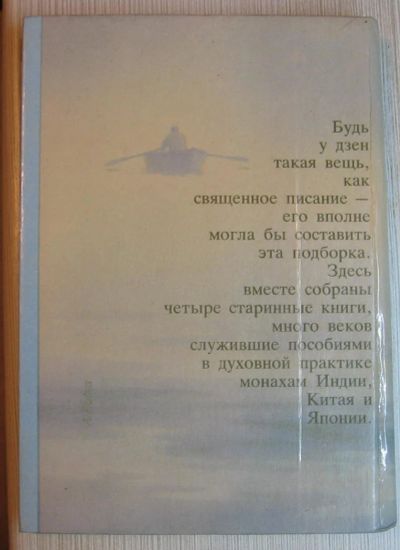 Будь
у дзен
такая вещь,
как
священное писание —
его вполне
могла бы составить
эта подборка.
Здесь
вместе собраны
четыре старинные книги,
много веков
служившие пособиями
в духовной практике
монахам Индии,
Китая и
Японии.